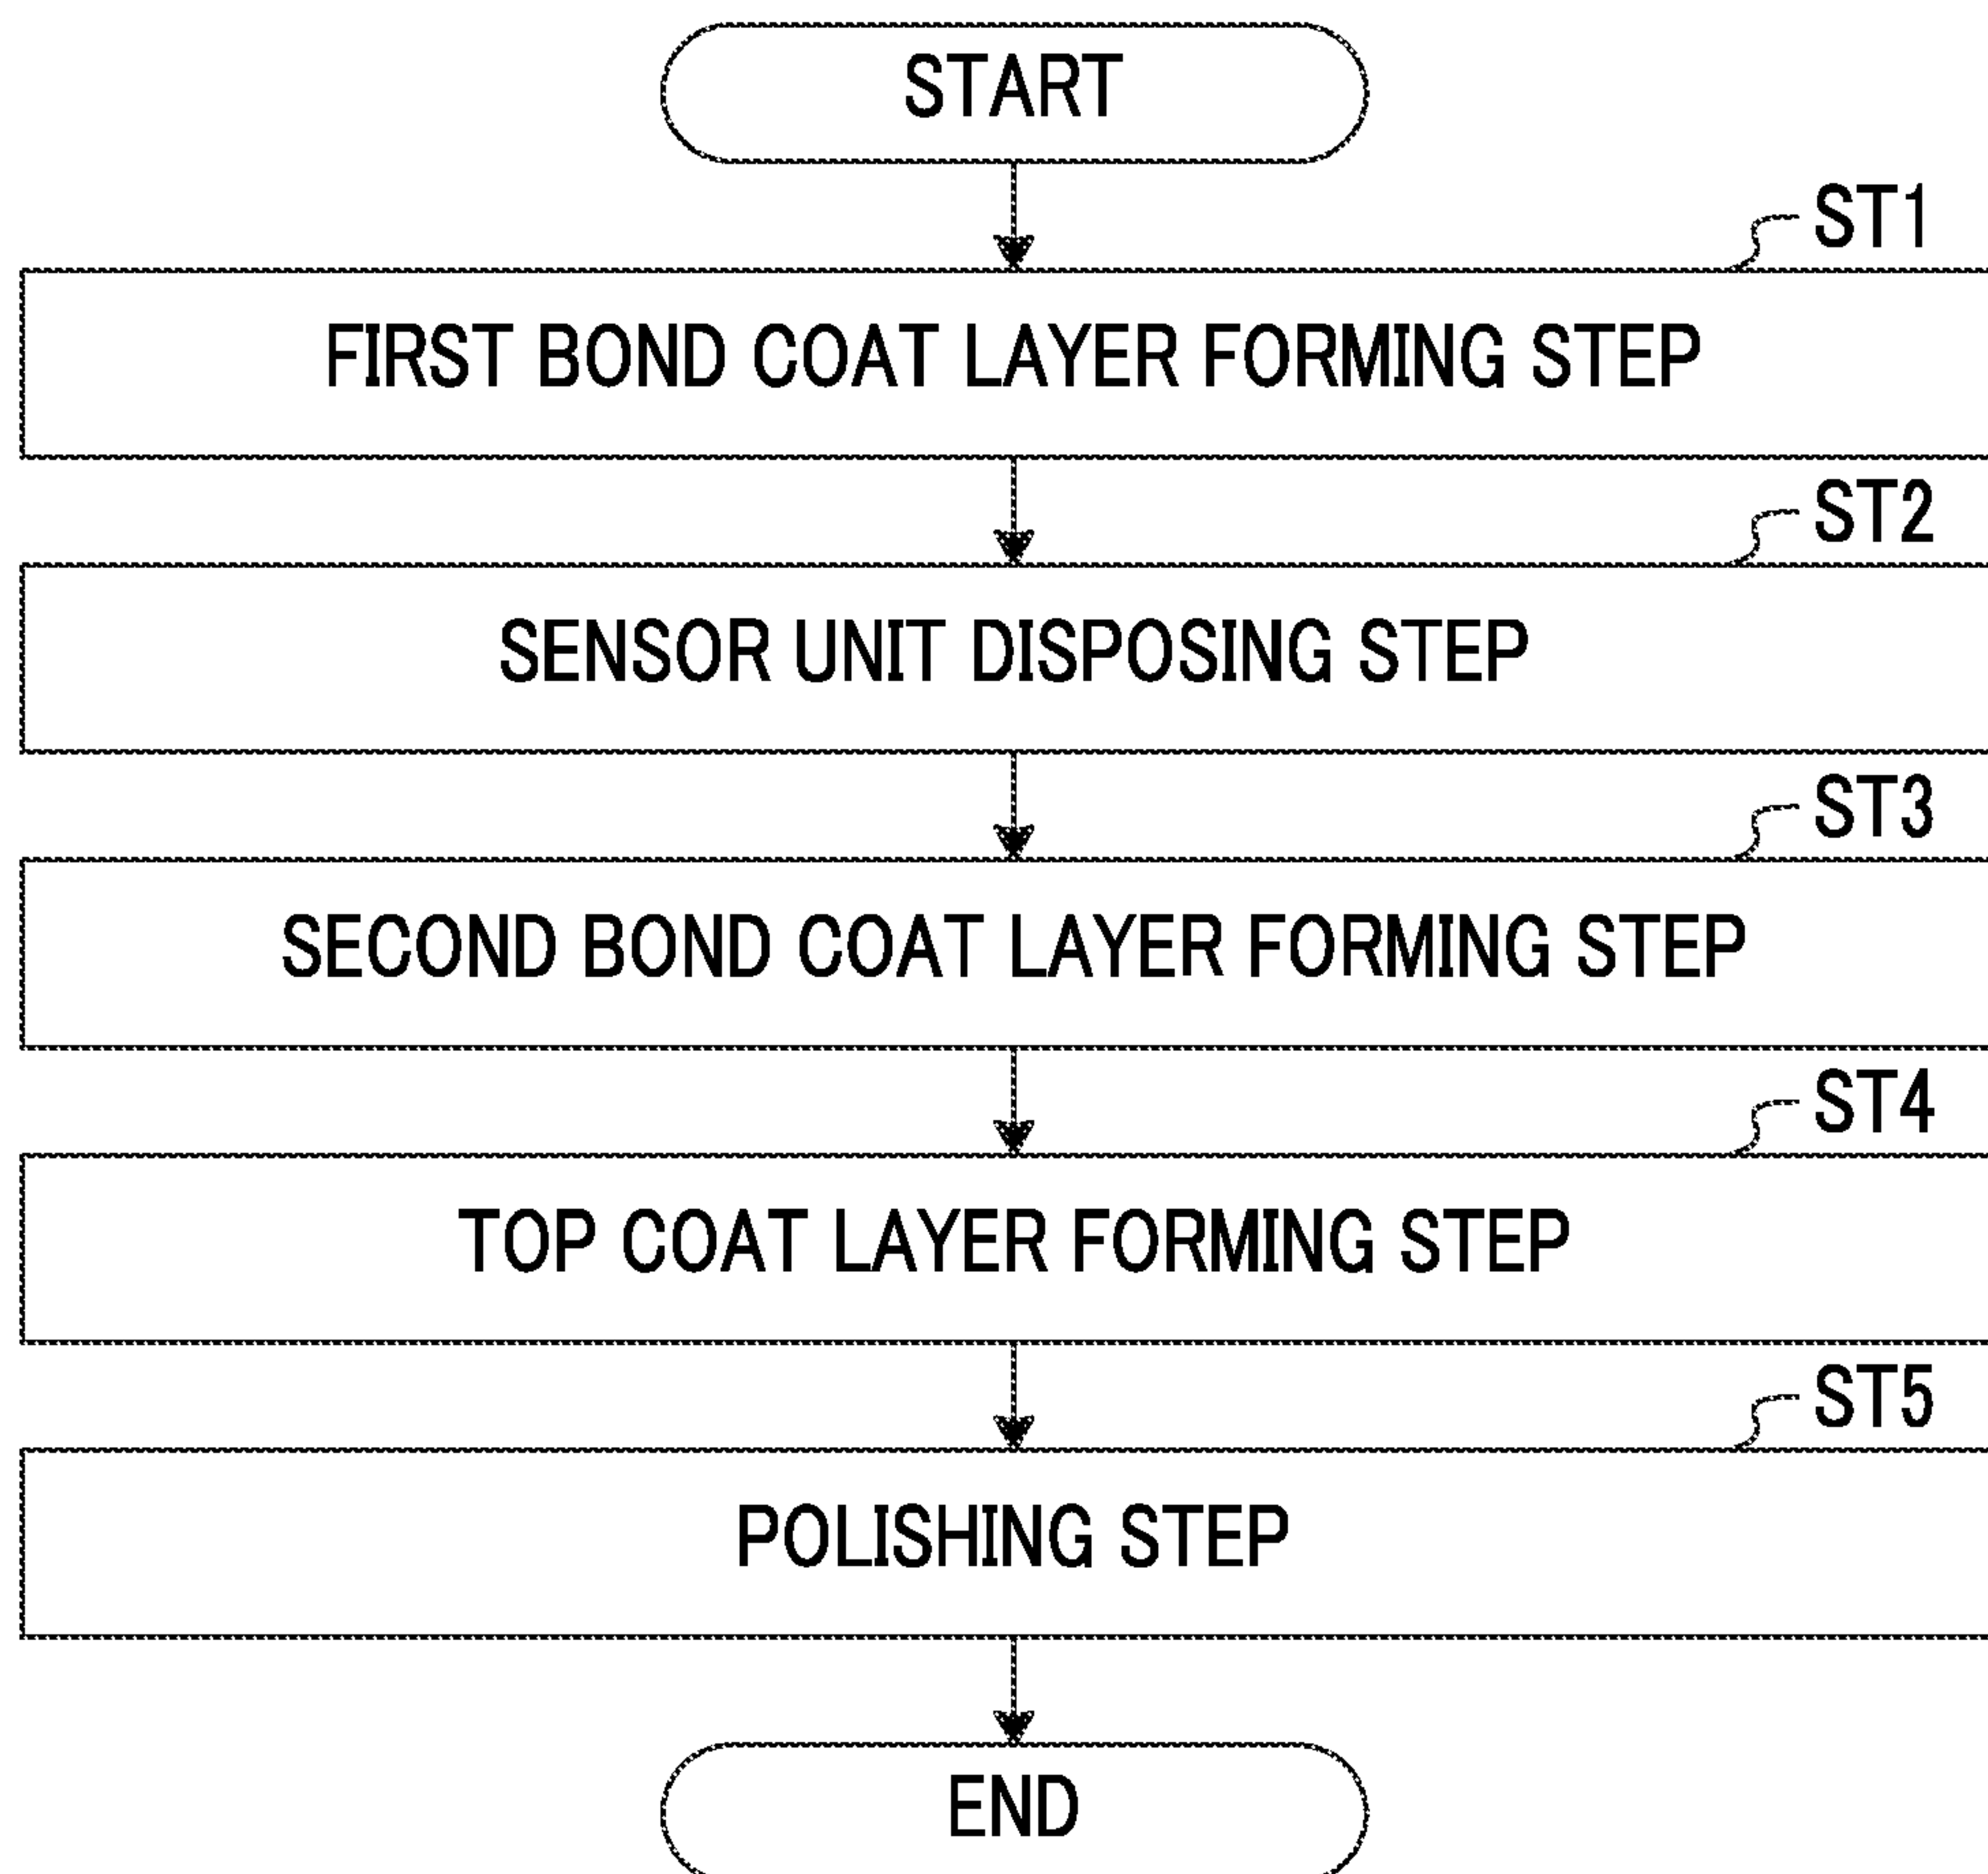 START
ST1
FIRST BOND COAT LAYER FORMING STEP
ST2
SENSOR UNIT DISPOSING STEP
ST3
SECOND BOND COAT LAYER FORMING STEP
ST4
TOP COAT LAYER FORMING STEP
ST5
POLISHING STEP
END